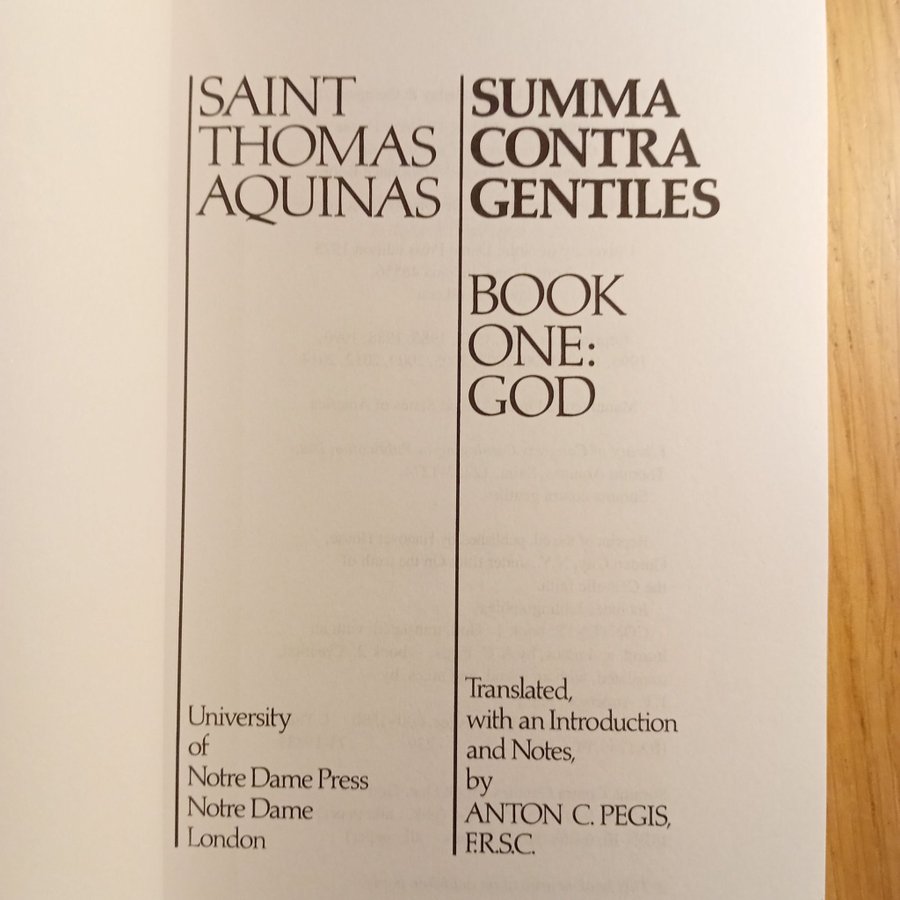 SAINT
THOMAS
AQUINAS
SUMMA
CONTRA
GENTILES
BOOK
ONE:
GOD
University
of
Notre Dame Press
Notre Dame
London
Translated,
with an Introduction
and Notes,
by
ANTON C. PEGIS,
F.R.S.C.